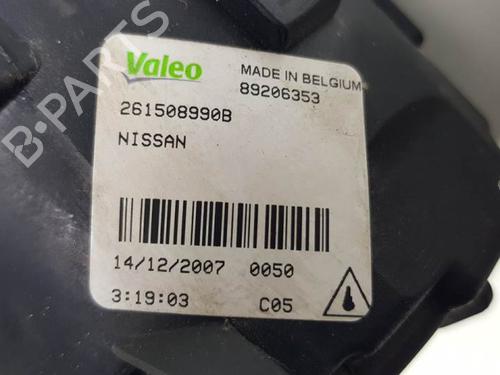 Valeo
MADE IN BELGIUM
89206353
261508990B
NISSAN
14/12/2007 0050
3:19:03 C05
B-PARTS